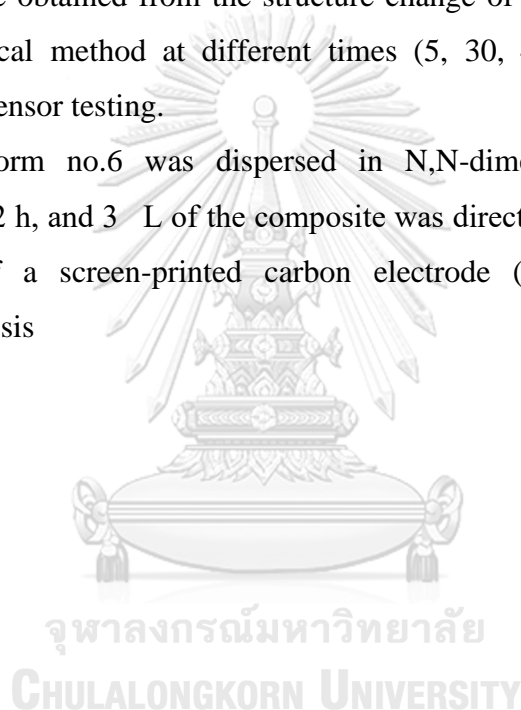 e obtained from the structure change of
cal method at different times (5, 30,
ensor testing.
orm no.6 was dispersed in N,N-dime
2 h, and 3 L of the composite was direct
f a screen-printed carbon electrode (
sis
จุฬาลงกรณ์มหาวิทยาลัย
CHULALONGKORN UNIVERSITY